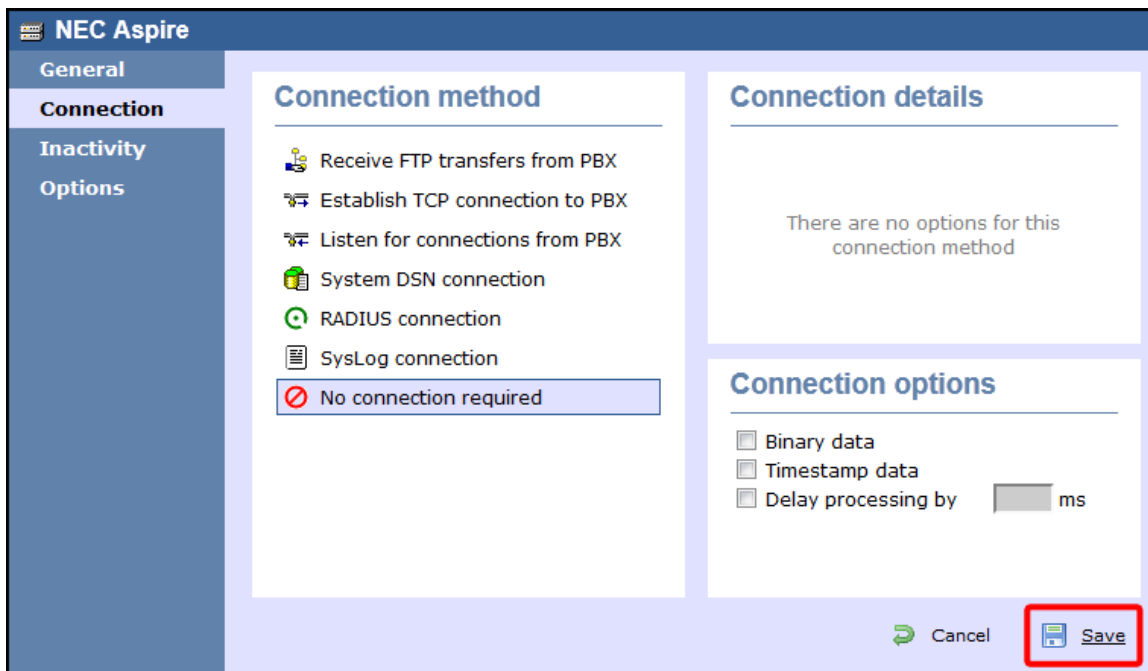 NEC Aspire
General
Connection
Inactivity
Options
Connection method
Receive FTP transfers from PBX
Establish TCP connection to PBX
Listen for connections from PBX
System DSN connection
RADIUS connection
SysLog connection
No connection required
Connection details
There are no options for this
connection method
Connection options
Binary data
Timestamp data
Delay processing by ms
Cancel Save